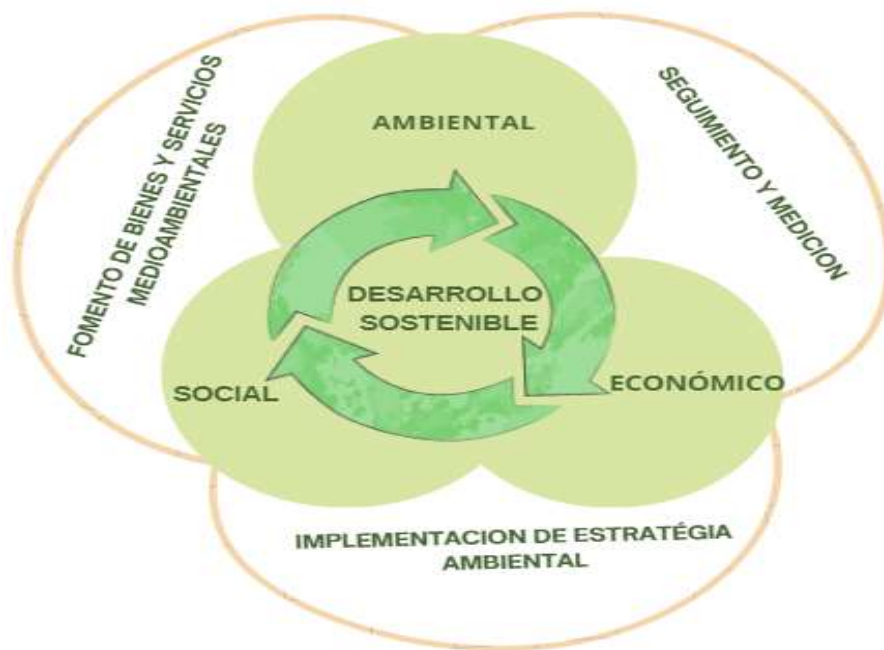 FOMENTO DE BIENES Y SERVICIOS
MEDIOAMBIENTALES
AMBIENTAL
SEGUIMIENTO Y MEDICION
DESARROLLO
SOSTENIBLE
SOCIAL
ECONÓMICO
IMPLEMENTACION DE ESTRATÉGIA
AMBIENTAL